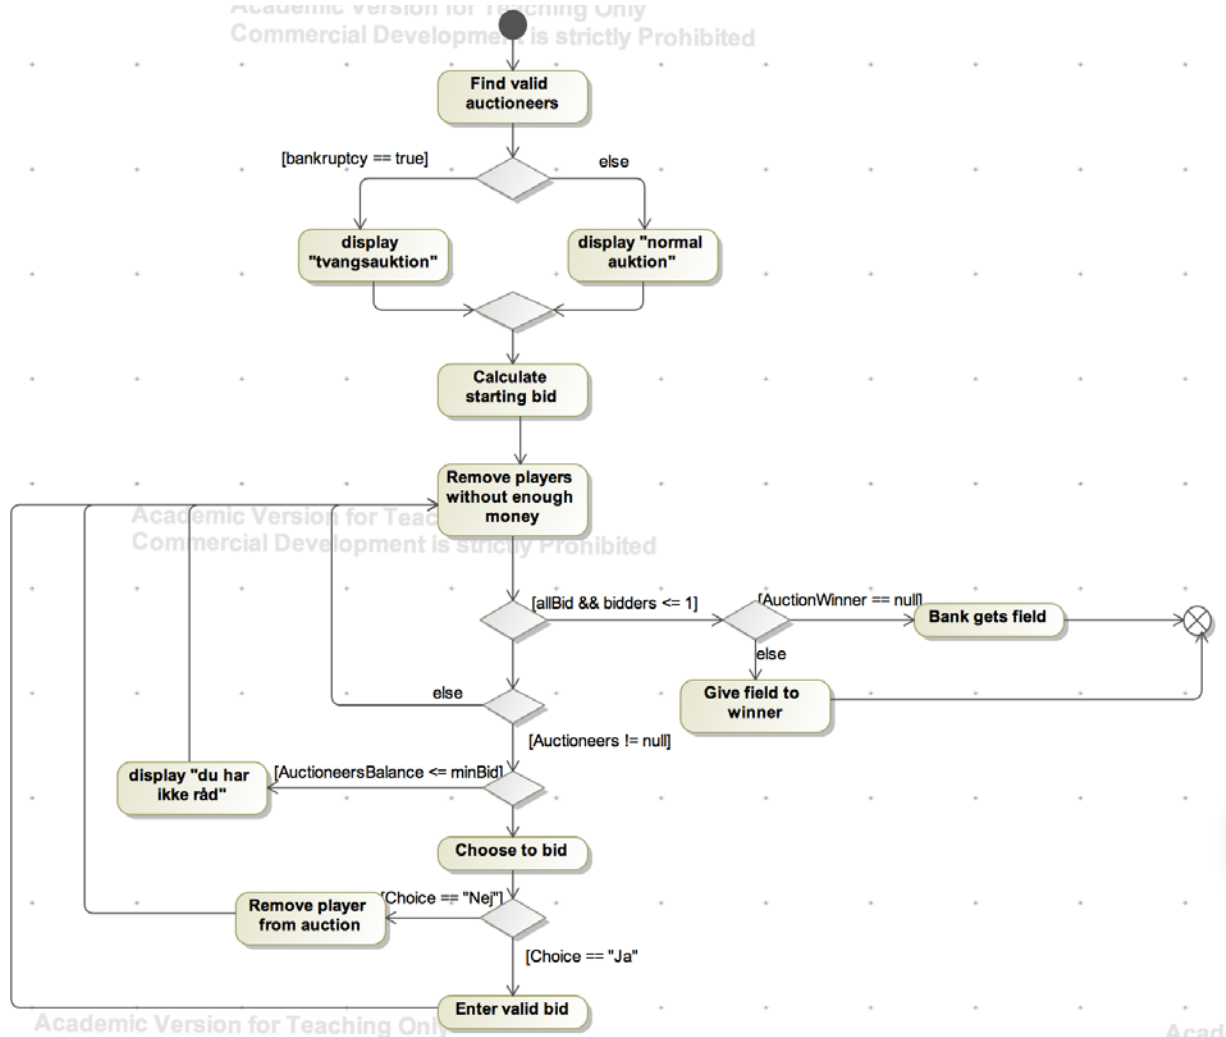 Academic Version for Teaching Only
Commercial Development is strictly Prohibited
Find valid
auctioneers
[bankruptcy == true]
else
display
"tvangsauktion"
display "normal
auktion"
Calculate
starting bid
Remove players
without enough
money
Academic Version for Teac
Commercial Development is strictly Prohibited
[allBid && bidders <= 1]
[AuctionWinner == null]
Bank gets field
else
Give field to
winner
else
[Auctioneers != null]
[AuctioneersBalance <= minBid]
display "du har
ikke råd"
Choose to bid
[Choice == "Nej"]
Remove player
from auction
[Choice == "Ja"
Enter valid bid
Academic Version for Teaching Only
Acad